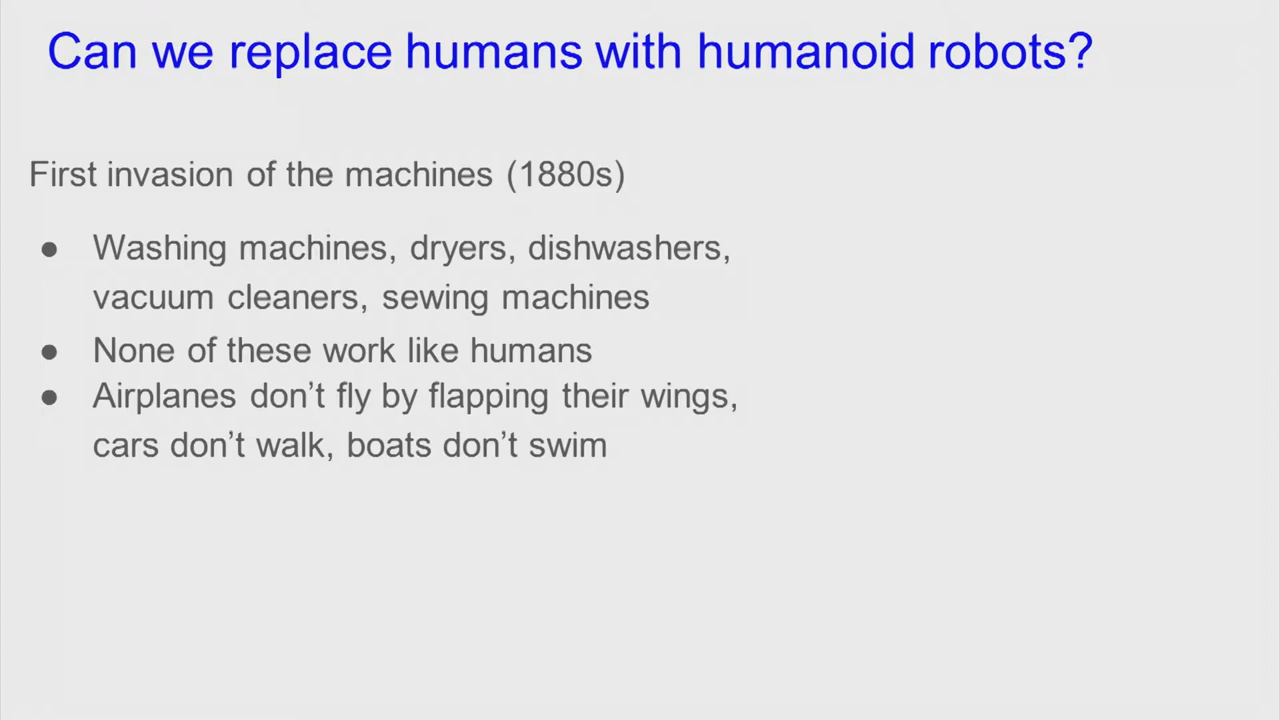 Can we replace humans with humanoid robots?
First invasion of the machines (1880s)
● Washing machines, dryers, dishwashers,
vacuum cleaners, sewing machines
● None of these work like humans
● Airplanes don’t fly by flapping their wings,
cars don’t walk, boats don’t swim